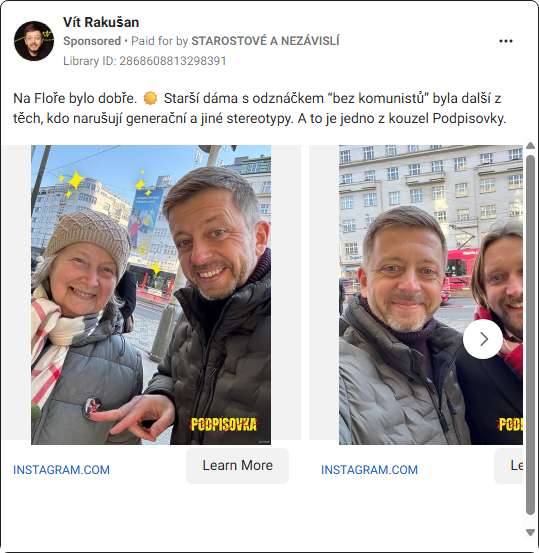 Vít Rakušan
Sponsored • Paid for by STAROSTOVÉ A NEZÁVISLÍ
Library ID: 2868608813298391
Na Floře bylo dobře. 🌼 Starší dáma s odznáčkem “bez komunistů” byla další z
těch, kdo narušují generační a jiné stereotypy. A to je jedno z kouzel Podpisovky.
PODPISOVKA
PODPISOV
INSTAGRAM.COM
Learn More
INSTAGRAM.COM
Le